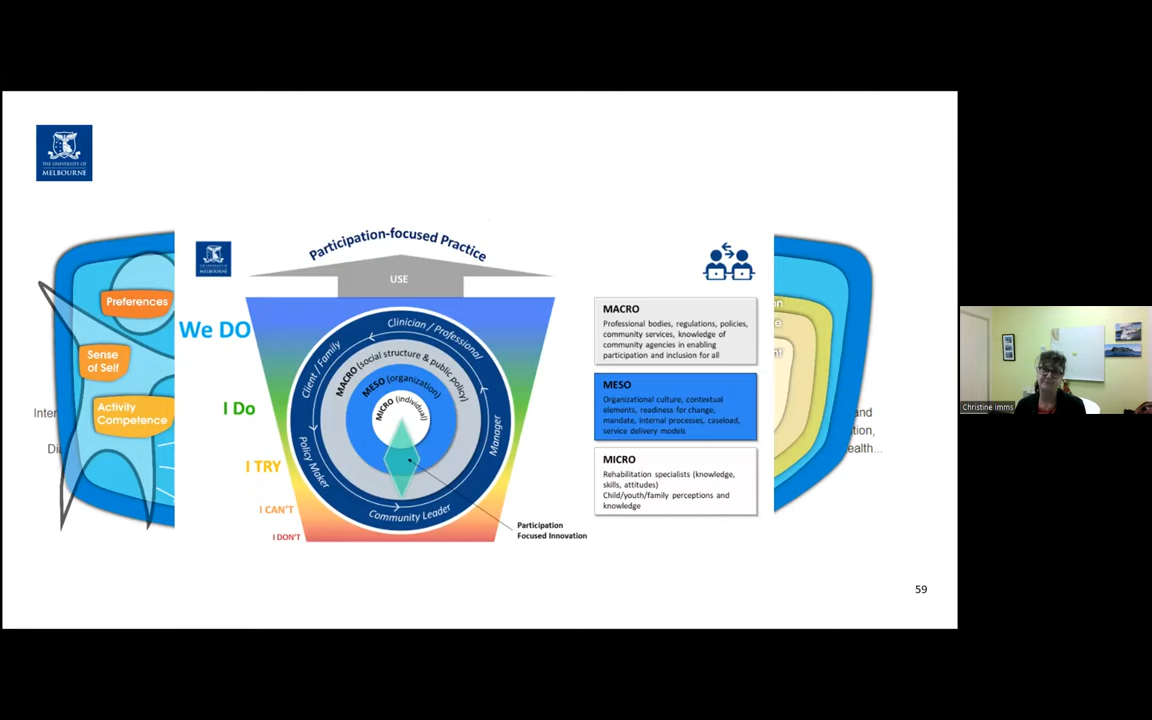 THE UNIVERSITY OF
MELBOURNE
Participation-focused Practice
USE
THE UNIVERSITY OF
MELBOURNE
Preferences
Sense
of Self
Activity
Competence
We DO
I Do
I TRY
I CAN'T
I DON'T
Clinician / Professional
Client / Family
Manager
Policy Maker
Community Leader
MACRO (social structure & public policy)
MESO (organization)
MICRO (individual)
Participation
Focused Innovation
MACRO
Professional bodies, regulations, policies,
community services, knowledge of
community agencies in enabling
participation and inclusion for all
MESO
Organizational culture, contextual
elements, readiness for change,
mandate, internal processes, caseload,
service delivery models
MICRO
Rehabilitation specialists (knowledge,
skills, attitudes)
Child/youth/family perceptions and
knowledge
59
Christine Imms